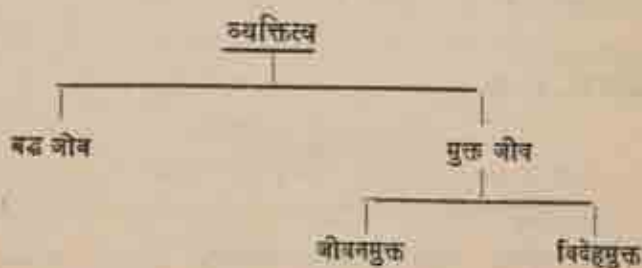 व्यक्तित्व
बद्ध जीव
मुक्त जीव
जीवनमुक्त
विदेहमुक्त